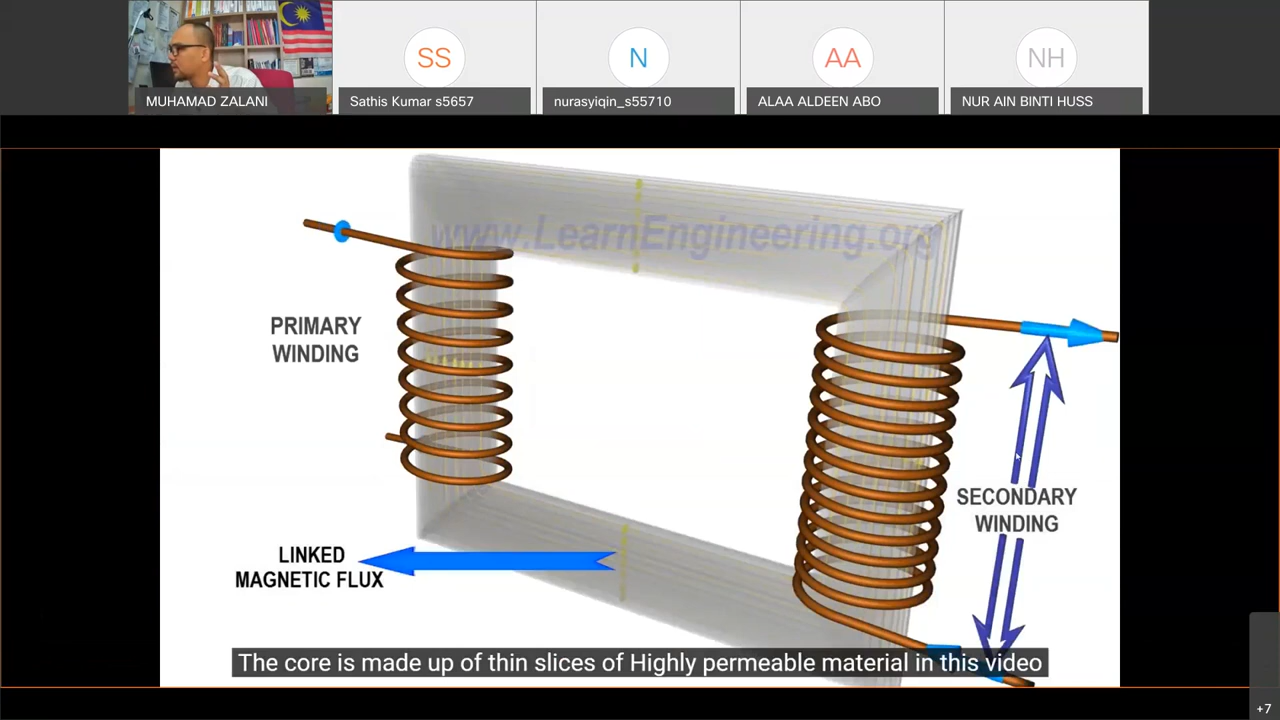 SS
N
AA
NH
MUHAMAD ZALANI
Sathis Kumar s5657
nurasyiqin_s55710
ALAA ALDEEN ABO
NUR AIN BINTI HUSS
www.LearnEngineering.org
PRIMARY
WINDING
SECONDARY
WINDING
LINKED
MAGNETIC FLUX
The core is made up of thin slices of Highly permeable material in this video
+7